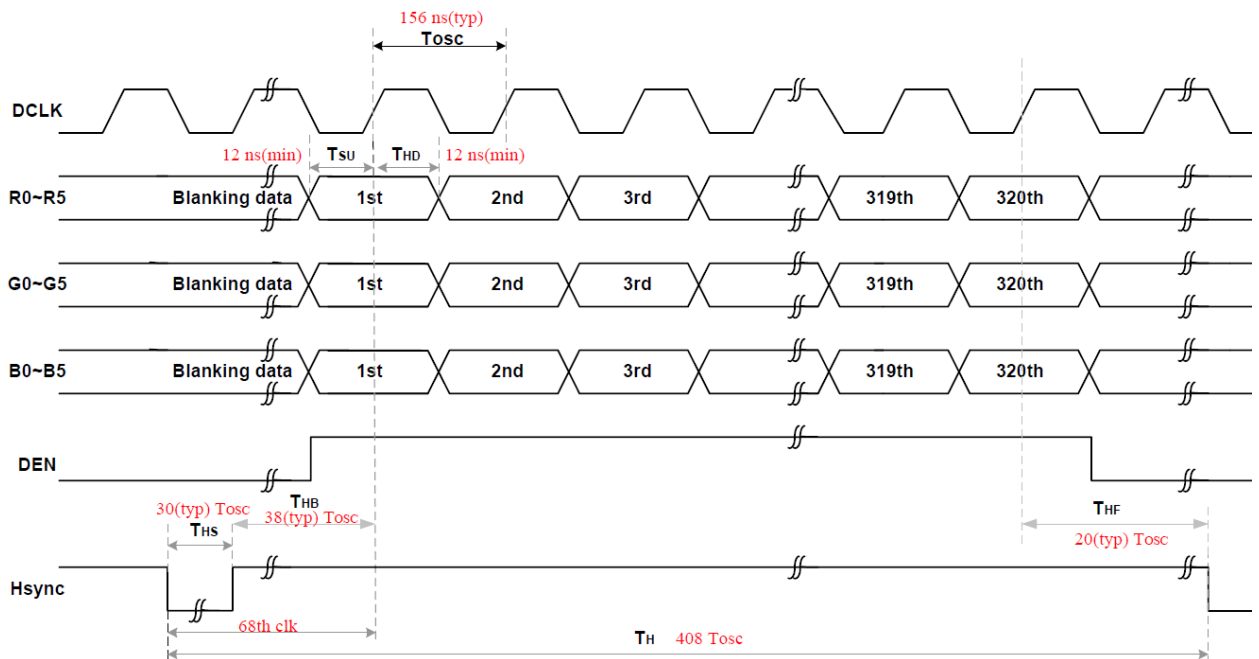 156 ns(typ)
Tosc
DCLK
12 ns(min) TSU THD 12 ns(min)
R0~R5 Blanking data 1st 2nd 3rd 319th 320th
G0~G5 Blanking data 1st 2nd 3rd 319th 320th
B0~B5 Blanking data 1st 2nd 3rd 319th 320th
DEN
30(typ) Tosc THB THF
THS 38(typ) Tosc 20(typ) Tosc
Hsync
68th clk
TH 408 Tosc